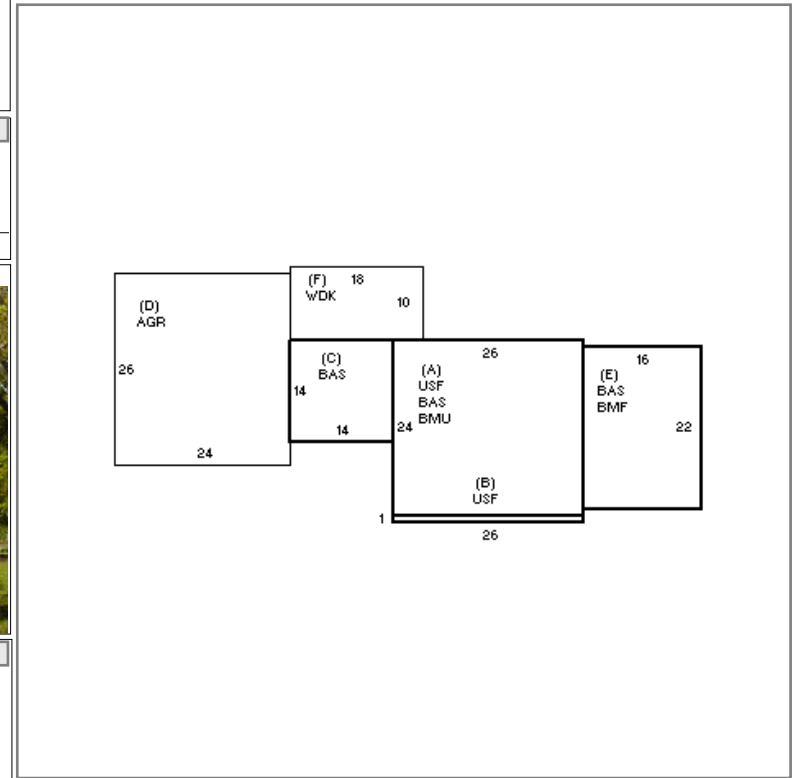 (F) 18
WDK
10
(D)
AGR
26
24
(C)
BAS
14
14
26
(A)
USF
BAS
BMU
24
(B)
USF
1
26
16
(E)
BAS
BMF
22